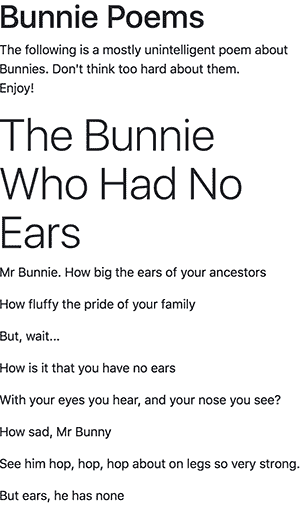 Bunnie Poems
The following is a mostly unintelligent poem about
Bunnies. Don't think too hard about them.
Enjoy!
The Bunnie
Who Had No
Ears
Mr Bunnie. How big the ears of your ancestors
How fluffy the pride of your family
But, wait...
How is it that you have no ears
With your eyes you hear, and your nose you see?
How sad, Mr Bunny
See him hop, hop, hop about on legs so very strong.
But ears, he has none